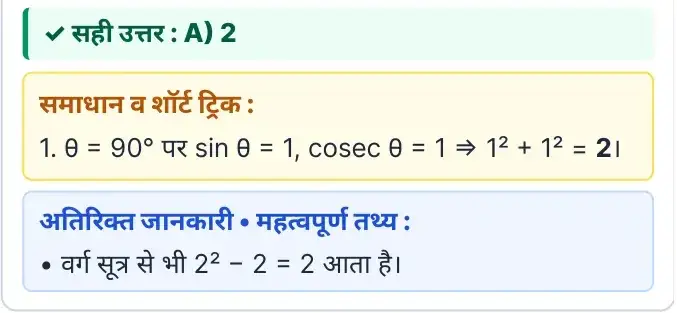 ✓ सही उत्तर : A) 2
समाधान व शॉर्ट ट्रिक :
1. θ = 90° पर sin θ = 1, cosec θ = 1 ⇒ 1² + 1² = 2।
अतिरिक्त जानकारी • महत्वपूर्ण तथ्य :
• वर्ग सूत्र से भी 2² − 2 = 2 आता है।